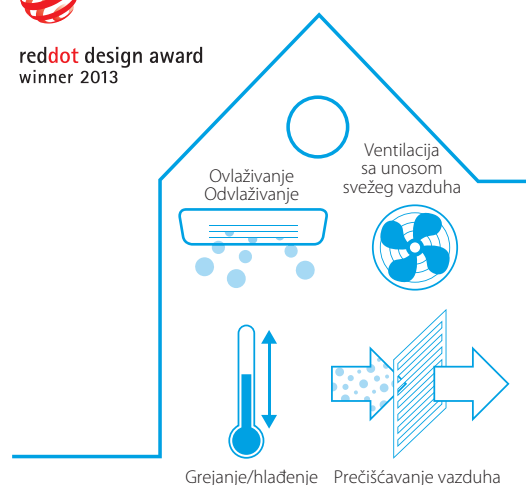 reddot design award
winner 2013
Ventilacija
sa unosom
svežeg vazduha
Ovlaživanje
Odvlaživanje
Grejanje/hlađenje
Prečišćavanje vazduha